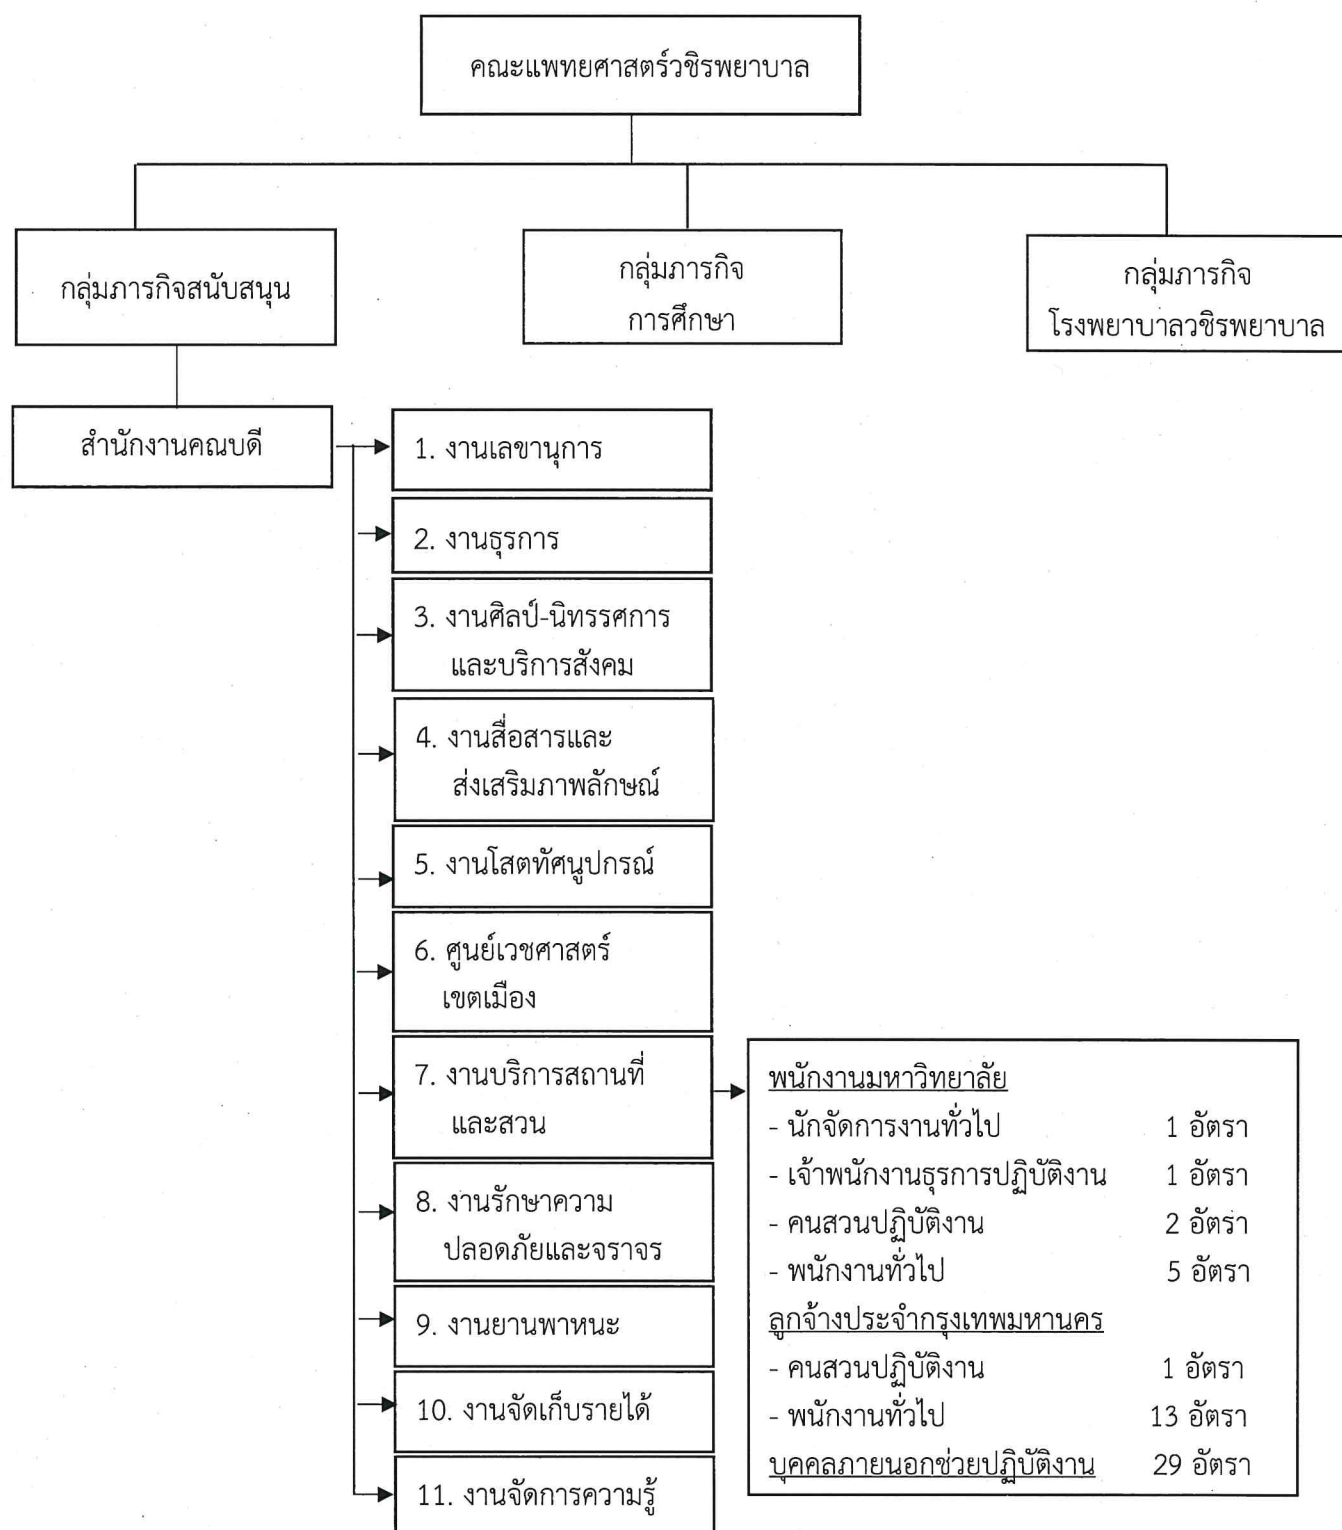 คณะแพทยศาสตร์วชิรพยาบาล
กลุ่มภารกิจสนับสนุน
กลุ่มภารกิจ
การศึกษา
กลุ่มภารกิจ
โรงพยาบาลวชิรพยาบาล
สำนักงานคณบดี
1. งานเลขานุการ
2. งานธุรการ
3. งานศิลป์-นิทรรศการ
และบริการสังคม
4. งานสื่อสารและ
ส่งเสริมภาพลักษณ์
5. งานโสตทัศนูปกรณ์
6. ศูนย์เวชศาสตร์
เขตเมือง
7. งานบริการสถานที่
และสวน
8. งานรักษาความ
ปลอดภัยและจราจร
9. งานยานพาหนะ
10. งานจัดเก็บรายได้
11. งานจัดการความรู้
พนักงานมหาวิทยาลัย
- นักจัดการงานทั่วไป 1 อัตรา
- เจ้าพนักงานธุรการปฏิบัติงาน 1 อัตรา
- คนสวนปฏิบัติงาน 2 อัตรา
- พนักงานทั่วไป 5 อัตรา
ลูกจ้างประจำกรุงเทพมหานคร
- คนสวนปฏิบัติงาน 1 อัตรา
- พนักงานทั่วไป 13 อัตรา
บุคคลภายนอกช่วยปฏิบัติงาน 29 อัตรา